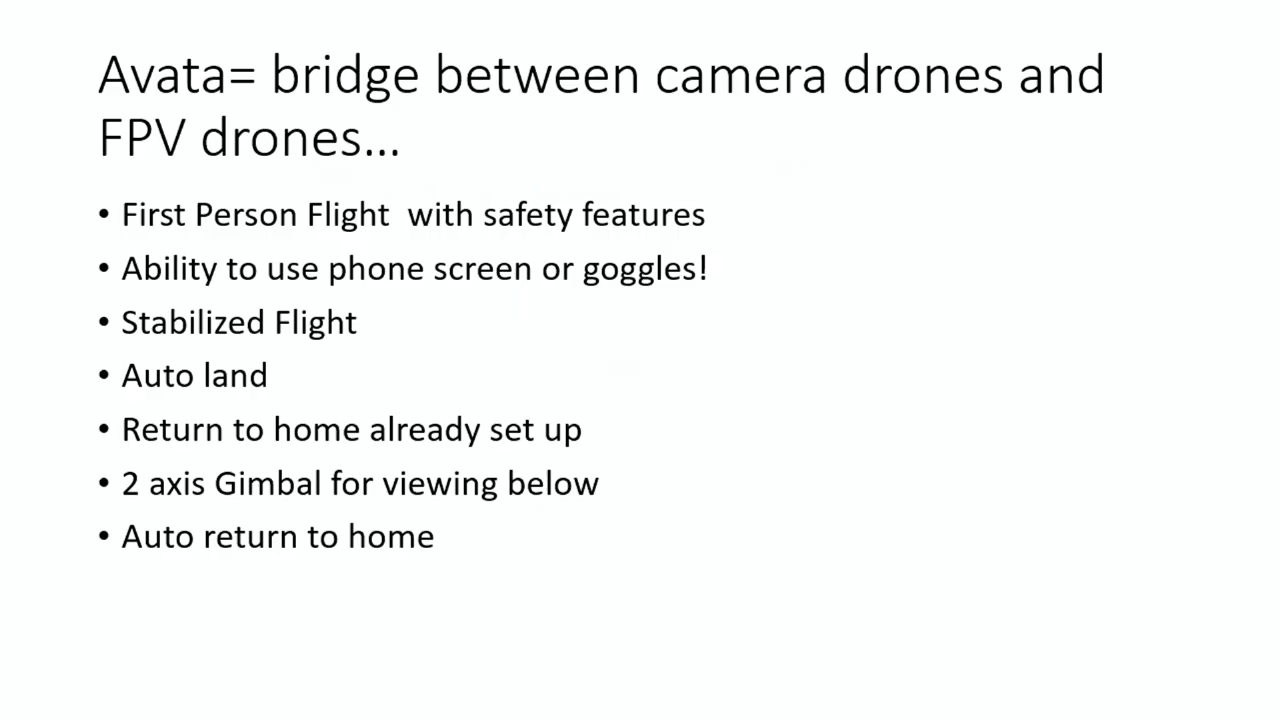 Avata= bridge between camera drones and
FPV drones...
• First Person Flight  with safety features
• Ability to use phone screen or goggles!
• Stabilized Flight
• Auto land
• Return to home already set up
• 2 axis Gimbal for viewing below
• Auto return to home